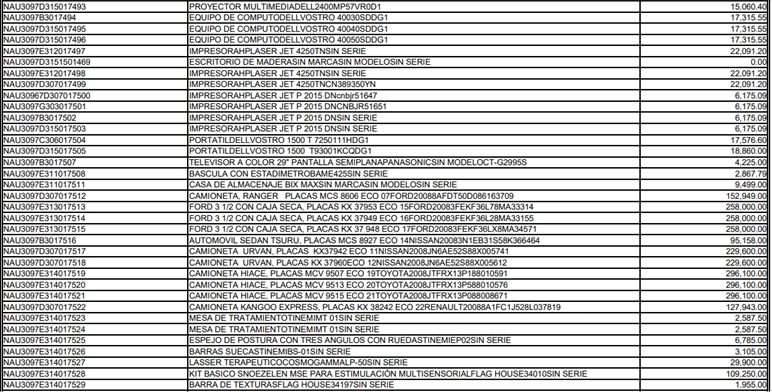 NAU3097D315017493 PROYECTOR MULTIMEDIADELL2400MP57VR0D1 15,060.40
NAU3097B3017494 EQUIPO DE COMPUTODELLVOSTRO 40030SDDG1 17,315.55
NAU3097D315017495 EQUIPO DE COMPUTODELLVOSTRO 40040SDDG1 17,315.55
NAU3097D315017496 EQUIPO DE COMPUTODELLVOSTRO 40050SDDG1 17,315.55
NAU3097E312017497 IMPRESORAHPLASER JET 4250TNSIN SERIE 22,091.20
NAU3097D3151501469 ESCRITORIO DE MADERASIN MARCASIN MODELOSIN SERIE 0.00
NAU3097E312017498 IMPRESORAHPLASER JET 4250TNSIN SERIE 22,091.20
NAU3097D307017499 IMPRESORAHPLASER JET 4250TNCN389350YN 22,091.20
NAU30967D307017500 IMPRESORAHPLASER JET P 2015 DNcnbjr51647 6,175.09
NAU3097G303017501 IMPRESORAHPLASER JET P 2015 DNCNBJR51651 6,175.09
NAU3097B3017502 IMPRESORAHPLASER JET P 2015 DNSIN SERIE 6,175.09
NAU3097D315017503 IMPRESORAHPLASER JET P 2015 DNSIN SERIE 6,175.09
NAU3097C306017504 PORTATILDELLVOSTRO 1500 T 7250111HDG1 17,576.60
NAU3097D315017505 PORTATILDELLVOSTRO 1500 T93001KCQDG1 18,860.00
NAU3097B3017507 TELEVISOR A COLOR 29" PANTALLA SEMIPLANAPANASONICSIN MODELOCT-G2995S 4,225.00
NAU3097E311017508 BASCULA CON ESTADIMETROBAME425SIN SERIE 2,867.79
NAU3097E311017511 CASA DE ALMACENAJE BIX MAXSIN MARCASIN MODELOSIN SERIE 9,499.00
NAU3097D307017512 CAMIONETA, RANGER PLACAS MCS 8606 ECO 07FORD20088AFDT50D086163709 152,949.00
NAU3097E313017513 FORD 3 1/2 CON CAJA SECA, PLACAS KX 37953 ECO 15FORD20083FEKF36L78MA33314 258,000.00
NAU3097E313017514 FORD 3 1/2 CON CAJA SECA, PLACAS KX 37949 ECO 16FORD20083FEKF36L28MA33155 258,000.00
NAU3097E313017515 FORD 3 1/2 CON CAJA SECA, PLACAS KX 37 948 ECO 17FORD20083FEKF36LX8MA34571 258,000.00
NAU3097B3017516 AUTOMOVIL SEDAN TSURU, PLACAS MCS 8927 ECO 14NISSAN20083N1EB31S58K366464 95,158.00
NAU3097D307017517 CAMIONETA URVAN, PLACAS KX37942 ECO 11NISSAN2008JN6AE52S88X005741 229,600.00
NAU3097D307017518 CAMIONETA URVAN, PLACAS KX 37960ECO 12NISSAN2008JN6AE52S88X005612 229,600.00
NAU3097E314017519 CAMIONETA HIACE, PLACAS MCV 9507 ECO 19TOYOTA2008JTFRX13P188010591 296,100.00
NAU3097E314017520 CAMIONETA HIACE, PLACAS MCV 9513 ECO 20TOYOTA2008JTFRX13P588010576 296,100.00
NAU3097E314017521 CAMIONETA HIACE, PLACAS MCV 9515 ECO 21TOYOTA2008JTFRX13P088008671 296,100.00
NAU3097D307017522 CAMIONETA KANGOO EXPRESS, PLACAS KX 38242 ECO 22RENAULT20088A1FC1J528L037819 127,943.00
NAU3097E314017523 MESA DE TRATAMIENTOTINEMIMT 01SIN SERIE 2,587.50
NAU3097E314017524 MESA DE TRATAMIENTOTINEMIMT 01SIN SERIE 2,587.50
NAU3097E314017525 ESPEJO DE POSTURA CON TRES ANGULOS CON RUEDASTINEMIEP02SIN SERIE 6,785.00
NAU3097E314017526 BARRAS SUECASTINEMIBS-01SIN SERIE 3,105.00
NAU3097E314017527 LASSER TERAPEUTICOCOSMOGAMMALP-50SIN SERIE 29,900.00
NAU3097E314017528 KIT BASICO SNOEZELEN MSE PARA ESTIMULACIÓN MULTISENSORIALFLAG HOUSE34010SIN SERIE 109,250.00
NAU3097E314017529 BARRA DE TEXTURASFLAG HOUSE34197SIN SERIE 1,955.00